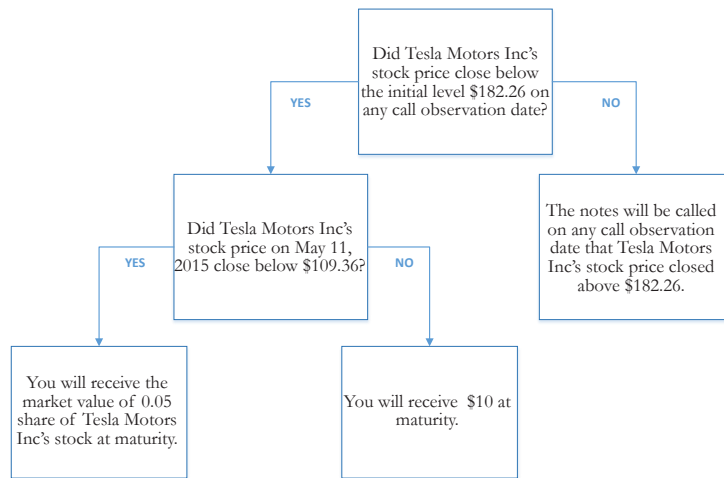 Did Tesla Motors Inc's
stock price close below
the initial level $182.26 on
any call observation date?
YES
NO
Did Tesla Motors Inc's
stock price on May 11,
2015 close below $109.36?
The notes will be called
on any call observation
date that Tesla Motors
Inc's stock price closed
above $182.26.
YES
NO
You will receive the
market value of 0.05
share of Tesla Motors
Inc's stock at maturity.
You will receive $10 at
maturity.